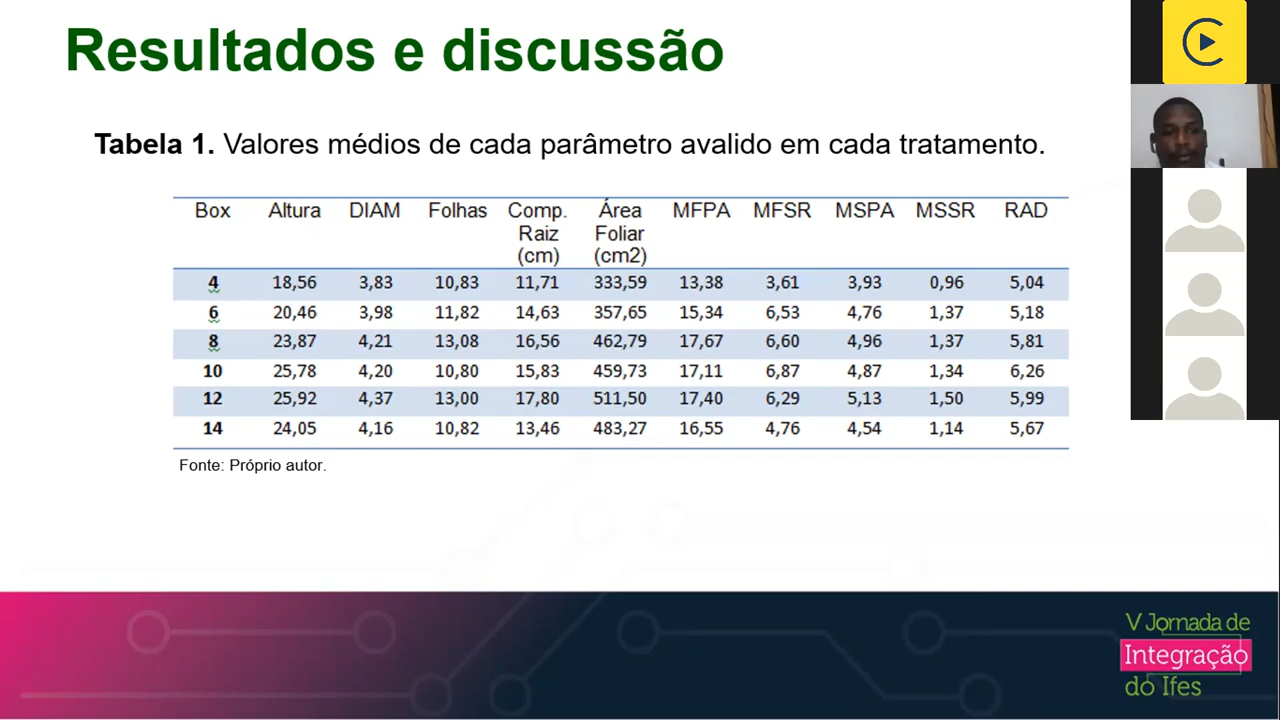 Resultados e discussão
Tabela 1. Valores médios de cada parâmetro avalido em cada tratamento.
Box Altura DIAM Folhas Comp. Raiz (cm) Área Foliar (cm2) MFPA MFSR MSPA MSSR RAD
4 18,56 3,83 10,83 11,71 333,59 13,38 3,61 3,93 0,96 5,04
6 20,46 3,98 11,82 14,63 357,65 15,34 6,53 4,76 1,37 5,18
8 23,87 4,21 13,08 16,56 462,79 17,67 6,60 4,96 1,37 5,81
10 25,78 4,20 10,80 15,83 459,73 17,11 6,87 4,87 1,34 6,26
12 25,92 4,37 13,00 17,80 511,50 17,40 6,29 5,13 1,50 5,99
14 24,05 4,16 10,82 13,46 483,27 16,55 4,76 4,54 1,14 5,67
Fonte: Próprio autor.
V Jornada de
Integração
do Ifes